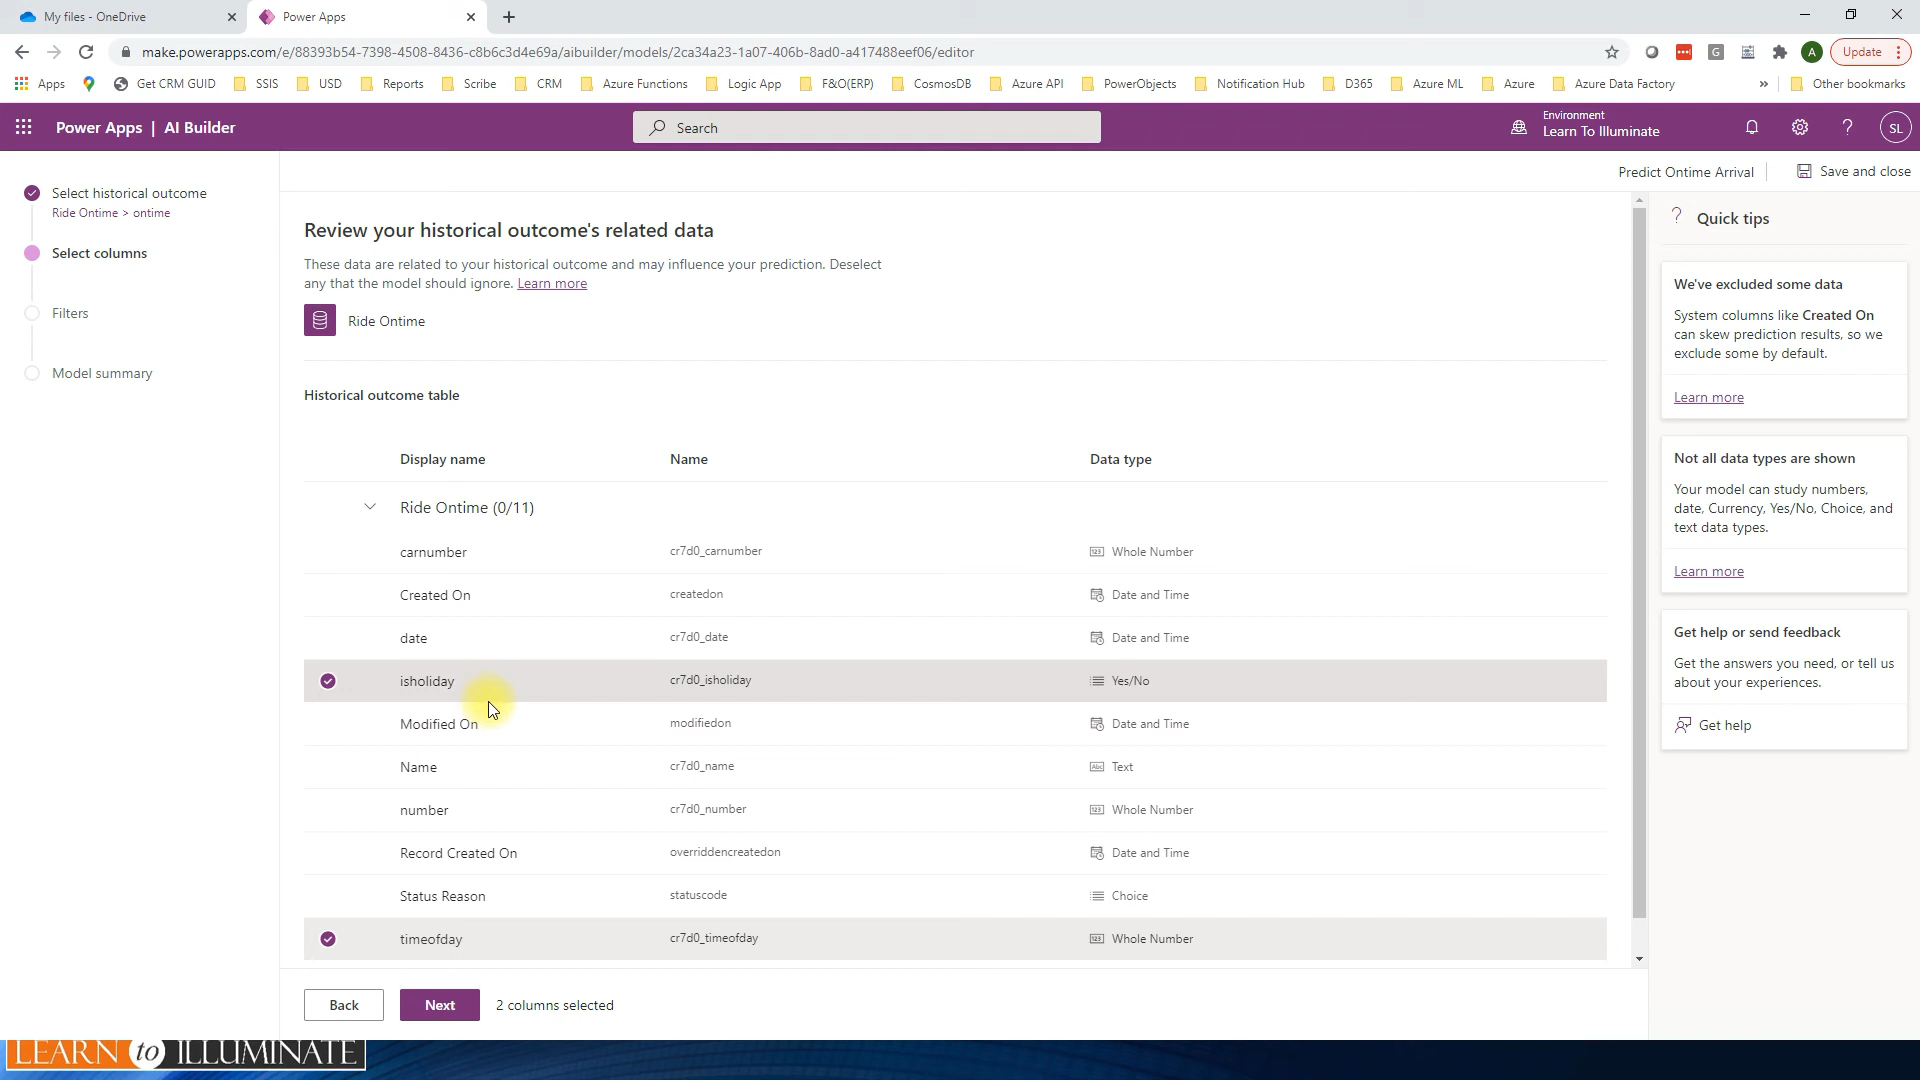 My files - OneDrive
Power Apps
make.powerapps.com/e/88393b54-7398-4508-8436-c8b6c3d4e69a/aibuilder/models/2ca34a23-1a07-406b-8ad0-a417488eef06/editor
G
A
Update
Apps
Get CRM GUID
SSIS
USD
Reports
Scribe
CRM
Azure Functions
Logic App
F&O(ERP)
CosmosDB
Azure API
PowerObjects
Notification Hub
D365
Azure ML
Azure
Azure Data Factory
»
Other bookmarks
Power Apps | AI Builder
Search
Environment
Learn To Illuminate
?
SL
Predict Ontime Arrival
Save and close
Select historical outcome
Ride Ontime > ontime
Select columns
Filters
Model summary
Review your historical outcome's related data
These data are related to your historical outcome and may influence your prediction. Deselect
any that the model should ignore. Learn more
Ride Ontime
Historical outcome table
Display name Name Data type
Ride Ontime (0/11)
carnumber cr7d0_carnumber Whole Number
Created On createdon Date and Time
date cr7d0_date Date and Time
isholiday cr7d0_isholiday Yes/No
Modified On modifiedon Date and Time
Name cr7d0_name Abc Text
number cr7d0_number Whole Number
Record Created On overriddencreatedon Date and Time
Status Reason statuscode Choice
timeofday cr7d0_timeofday Whole Number
Back
Next
2 columns selected
? Quick tips
We've excluded some data
System columns like Created On
can skew prediction results, so we
exclude some by default.
Learn more
Not all data types are shown
Your model can study numbers,
date, Currency, Yes/No, Choice, and
text data types.
Learn more
Get help or send feedback
Get the answers you need, or tell us
about your experiences.
Get help
LEARN to ILLUMINATE